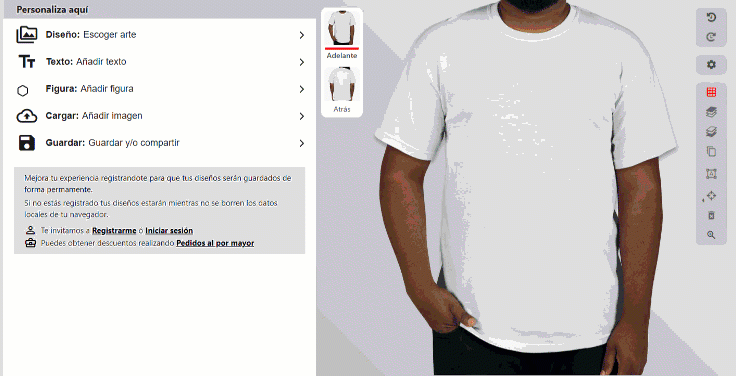 Personaliza aquí
Diseño: Escoger arte
Texto: Añadir texto
Figura: Añadir figura
Cargar: Añadir imagen
Guardar: Guardar y/o compartir
Mejora tu experiencia registrandote para que tus diseños serán guardados de
forma permamente.
Si no estás registrado tus diseños estarán mientras no se borren los datos
locales de tu navegador.
Te invitamos a Registrarme ó Iniciar sesión
Puedes obtener descuentos realizando Pedidos al por mayor
Adelante
Atrás